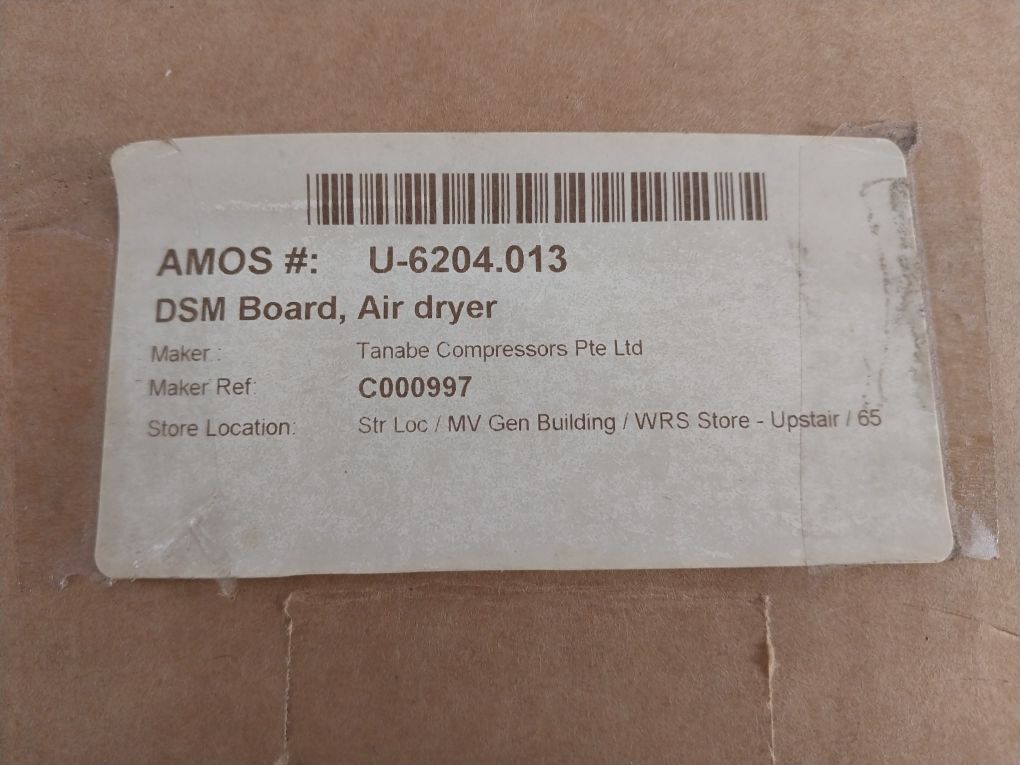 AMOS #: U-6204.013
DSM Board, Air dryer
Maker : Tanabe Compressors Pte Ltd
Maker Ref: C000997
Store Location: Str Loc / MV Gen Building / WRS Store - Upstair / 65